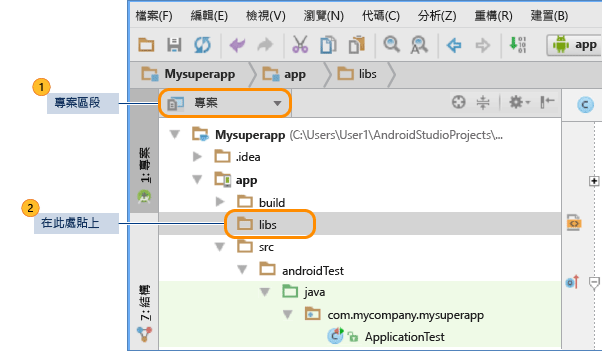 檔案(F) 編輯(E) 檢視(V) 瀏覽(N) 代碼(C) 分析(Z) 重構(R) 建置(B)
app
Mysuperapp app libs
1
專案區段
專案
C
1: 專案
Mysuperapp (C:\Users\User1\AndroidStudioProjects\...
.idea
app
build
2
在此處貼上
libs
src
androidTest
java
7: 結構
com.mycompany.mysuperapp
C ApplicationTest